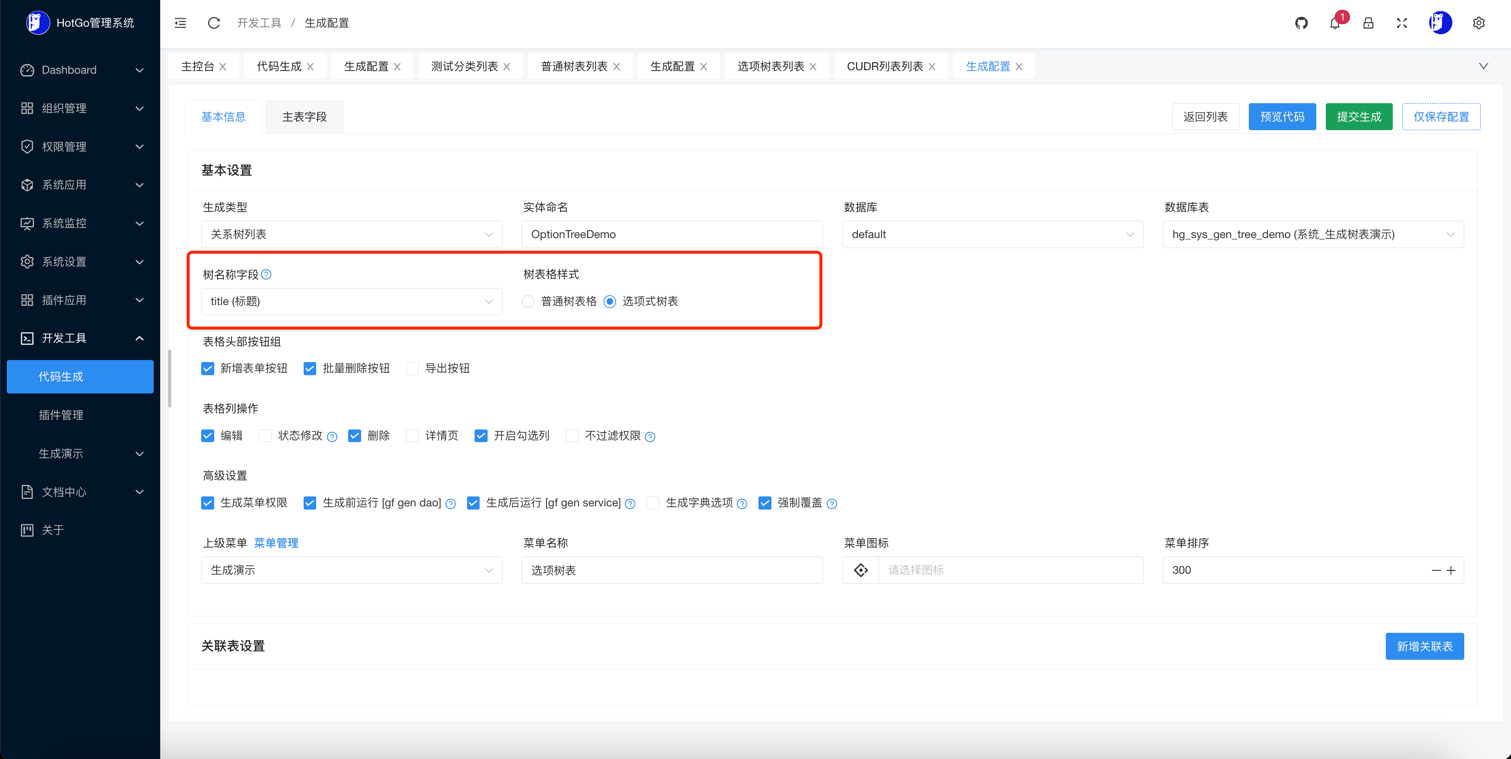 HotGo管理系统
开发工具 / 生成配置
1
Dashboard
组织管理
权限管理
系统应用
系统监控
系统设置
插件应用
开发工具
代码生成
插件管理
生成演示
文档中心
关于
主控台 代码生成 生成配置 测试分类列表 普通树表列表 生成配置 选项树表列表 CUDR列表列表 生成配置
基本信息 主表字段 返回列表 预览代码 提交生成 仅保存配置
基本设置
生成类型 实体命名 数据库 数据库表
关系树列表 OptionTreeDemo default hg_sys_gen_tree_demo (系统_生成树表演示)
树名称字段 树表格样式
title (标题) 普通树表格 选项式树表
表格头部按钮组
新增表单按钮 批量删除按钮 导出按钮
表格列操作
编辑 状态修改 删除 详情页 开启勾选列 不过滤权限
高级设置
生成菜单权限 生成前运行 [gf gen dao] 生成后运行 [gf gen service] 生成字典选项 强制覆盖
上级菜单 菜单管理 菜单名称 菜单图标 菜单排序
生成演示 选项树表 请选择图标 300
关联表设置 新增关联表